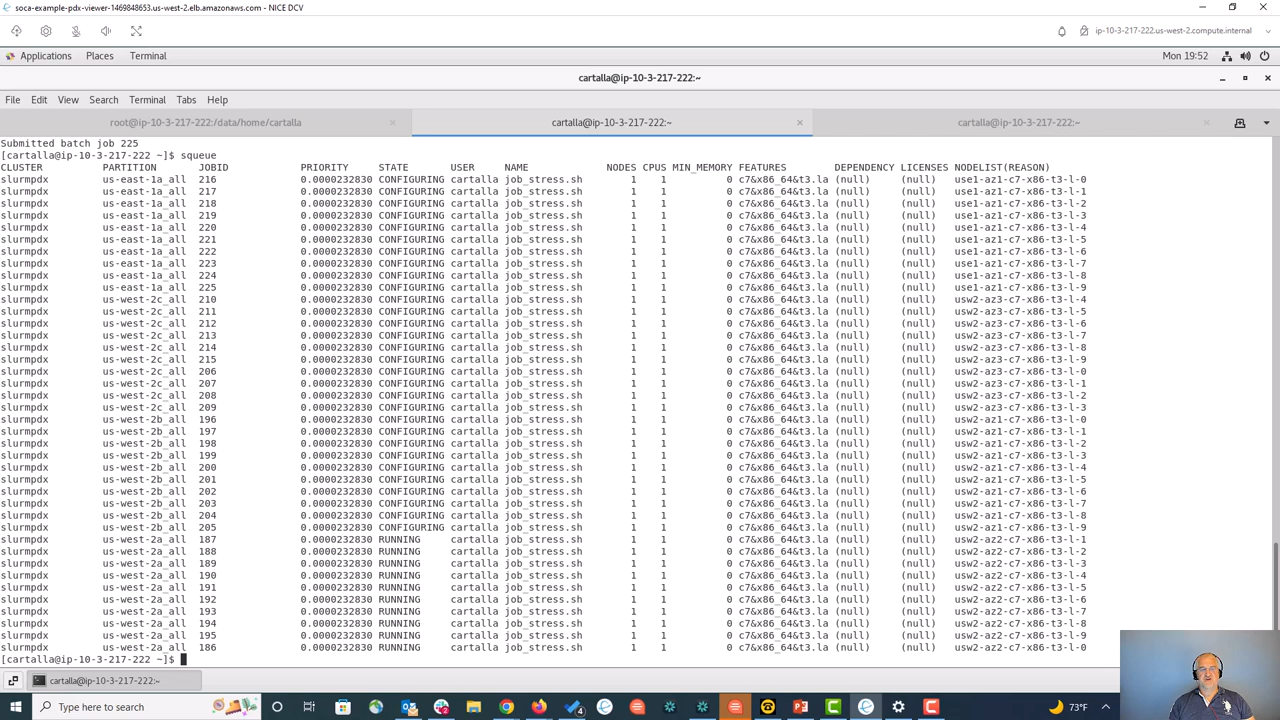 soca-example-pdx-viewer-1469848653.us-west-2.elb.amazonaws.com - NICE DCV
ip-10-3-217-222.us-west-2.compute.internal
Applications Places Terminal Mon 19:52
cartalla@ip-10-3-217-222:~
File Edit View Search Terminal Tabs Help
root@ip-10-3-217-222:/data/home/cartalla × cartalla@ip-10-3-217-222:~ × cartalla@ip-10-3-217-222:~ ×
Submitted batch job 225
[cartalla@ip-10-3-217-222 ~]$ squeue
CLUSTER PARTITION JOBID PRIORITY STATE USER NAME NODES CPUS MIN_MEMORY FEATURES DEPENDENCY LICENSES NODELIST(REASON)
slurmpdx us-east-1a_all 216 0.0000232830 CONFIGURING cartalla job_stress.sh 1 1 0 c7&x86_64&t3.la (null) (null) use1-az1-c7-x86-t3-l-0
slurmpdx us-east-1a_all 217 0.0000232830 CONFIGURING cartalla job_stress.sh 1 1 0 c7&x86_64&t3.la (null) (null) use1-az1-c7-x86-t3-l-1
slurmpdx us-east-1a_all 218 0.0000232830 CONFIGURING cartalla job_stress.sh 1 1 0 c7&x86_64&t3.la (null) (null) use1-az1-c7-x86-t3-l-2
slurmpdx us-east-1a_all 219 0.0000232830 CONFIGURING cartalla job_stress.sh 1 1 0 c7&x86_64&t3.la (null) (null) use1-az1-c7-x86-t3-l-3
slurmpdx us-east-1a_all 220 0.0000232830 CONFIGURING cartalla job_stress.sh 1 1 0 c7&x86_64&t3.la (null) (null) use1-az1-c7-x86-t3-l-4
slurmpdx us-east-1a_all 221 0.0000232830 CONFIGURING cartalla job_stress.sh 1 1 0 c7&x86_64&t3.la (null) (null) use1-az1-c7-x86-t3-l-5
slurmpdx us-east-1a_all 222 0.0000232830 CONFIGURING cartalla job_stress.sh 1 1 0 c7&x86_64&t3.la (null) (null) use1-az1-c7-x86-t3-l-6
slurmpdx us-east-1a_all 223 0.0000232830 CONFIGURING cartalla job_stress.sh 1 1 0 c7&x86_64&t3.la (null) (null) use1-az1-c7-x86-t3-l-7
slurmpdx us-east-1a_all 224 0.0000232830 CONFIGURING cartalla job_stress.sh 1 1 0 c7&x86_64&t3.la (null) (null) use1-az1-c7-x86-t3-l-8
slurmpdx us-east-1a_all 225 0.0000232830 CONFIGURING cartalla job_stress.sh 1 1 0 c7&x86_64&t3.la (null) (null) use1-az1-c7-x86-t3-l-9
slurmpdx us-west-2c_all 210 0.0000232830 CONFIGURING cartalla job_stress.sh 1 1 0 c7&x86_64&t3.la (null) (null) usw2-az3-c7-x86-t3-l-4
slurmpdx us-west-2c_all 211 0.0000232830 CONFIGURING cartalla job_stress.sh 1 1 0 c7&x86_64&t3.la (null) (null) usw2-az3-c7-x86-t3-l-5
slurmpdx us-west-2c_all 212 0.0000232830 CONFIGURING cartalla job_stress.sh 1 1 0 c7&x86_64&t3.la (null) (null) usw2-az3-c7-x86-t3-l-6
slurmpdx us-west-2c_all 213 0.0000232830 CONFIGURING cartalla job_stress.sh 1 1 0 c7&x86_64&t3.la (null) (null) usw2-az3-c7-x86-t3-l-7
slurmpdx us-west-2c_all 214 0.0000232830 CONFIGURING cartalla job_stress.sh 1 1 0 c7&x86_64&t3.la (null) (null) usw2-az3-c7-x86-t3-l-8
slurmpdx us-west-2c_all 215 0.0000232830 CONFIGURING cartalla job_stress.sh 1 1 0 c7&x86_64&t3.la (null) (null) usw2-az3-c7-x86-t3-l-9
slurmpdx us-west-2c_all 206 0.0000232830 CONFIGURING cartalla job_stress.sh 1 1 0 c7&x86_64&t3.la (null) (null) usw2-az3-c7-x86-t3-l-0
slurmpdx us-west-2c_all 207 0.0000232830 CONFIGURING cartalla job_stress.sh 1 1 0 c7&x86_64&t3.la (null) (null) usw2-az3-c7-x86-t3-l-1
slurmpdx us-west-2c_all 208 0.0000232830 CONFIGURING cartalla job_stress.sh 1 1 0 c7&x86_64&t3.la (null) (null) usw2-az3-c7-x86-t3-l-2
slurmpdx us-west-2c_all 209 0.0000232830 CONFIGURING cartalla job_stress.sh 1 1 0 c7&x86_64&t3.la (null) (null) usw2-az3-c7-x86-t3-l-3
slurmpdx us-west-2b_all 196 0.0000232830 CONFIGURING cartalla job_stress.sh 1 1 0 c7&x86_64&t3.la (null) (null) usw2-az1-c7-x86-t3-l-0
slurmpdx us-west-2b_all 197 0.0000232830 CONFIGURING cartalla job_stress.sh 1 1 0 c7&x86_64&t3.la (null) (null) usw2-az1-c7-x86-t3-l-1
slurmpdx us-west-2b_all 198 0.0000232830 CONFIGURING cartalla job_stress.sh 1 1 0 c7&x86_64&t3.la (null) (null) usw2-az1-c7-x86-t3-l-2
slurmpdx us-west-2b_all 199 0.0000232830 CONFIGURING cartalla job_stress.sh 1 1 0 c7&x86_64&t3.la (null) (null) usw2-az1-c7-x86-t3-l-3
slurmpdx us-west-2b_all 200 0.0000232830 CONFIGURING cartalla job_stress.sh 1 1 0 c7&x86_64&t3.la (null) (null) usw2-az1-c7-x86-t3-l-4
slurmpdx us-west-2b_all 201 0.0000232830 CONFIGURING cartalla job_stress.sh 1 1 0 c7&x86_64&t3.la (null) (null) usw2-az1-c7-x86-t3-l-5
slurmpdx us-west-2b_all 202 0.0000232830 CONFIGURING cartalla job_stress.sh 1 1 0 c7&x86_64&t3.la (null) (null) usw2-az1-c7-x86-t3-l-6
slurmpdx us-west-2b_all 203 0.0000232830 CONFIGURING cartalla job_stress.sh 1 1 0 c7&x86_64&t3.la (null) (null) usw2-az1-c7-x86-t3-l-7
slurmpdx us-west-2b_all 204 0.0000232830 CONFIGURING cartalla job_stress.sh 1 1 0 c7&x86_64&t3.la (null) (null) usw2-az1-c7-x86-t3-l-8
slurmpdx us-west-2b_all 205 0.0000232830 CONFIGURING cartalla job_stress.sh 1 1 0 c7&x86_64&t3.la (null) (null) usw2-az1-c7-x86-t3-l-9
slurmpdx us-west-2a_all 187 0.0000232830 RUNNING cartalla job_stress.sh 1 1 0 c7&x86_64&t3.la (null) (null) usw2-az2-c7-x86-t3-l-1
slurmpdx us-west-2a_all 188 0.0000232830 RUNNING cartalla job_stress.sh 1 1 0 c7&x86_64&t3.la (null) (null) usw2-az2-c7-x86-t3-l-2
slurmpdx us-west-2a_all 189 0.0000232830 RUNNING cartalla job_stress.sh 1 1 0 c7&x86_64&t3.la (null) (null) usw2-az2-c7-x86-t3-l-3
slurmpdx us-west-2a_all 190 0.0000232830 RUNNING cartalla job_stress.sh 1 1 0 c7&x86_64&t3.la (null) (null) usw2-az2-c7-x86-t3-l-4
slurmpdx us-west-2a_all 191 0.0000232830 RUNNING cartalla job_stress.sh 1 1 0 c7&x86_64&t3.la (null) (null) usw2-az2-c7-x86-t3-l-5
slurmpdx us-west-2a_all 192 0.0000232830 RUNNING cartalla job_stress.sh 1 1 0 c7&x86_64&t3.la (null) (null) usw2-az2-c7-x86-t3-l-6
slurmpdx us-west-2a_all 193 0.0000232830 RUNNING cartalla job_stress.sh 1 1 0 c7&x86_64&t3.la (null) (null) usw2-az2-c7-x86-t3-l-7
slurmpdx us-west-2a_all 194 0.0000232830 RUNNING cartalla job_stress.sh 1 1 0 c7&x86_64&t3.la (null) (null) usw2-az2-c7-x86-t3-l-8
slurmpdx us-west-2a_all 195 0.0000232830 RUNNING cartalla job_stress.sh 1 1 0 c7&x86_64&t3.la (null) (null) usw2-az2-c7-x86-t3-l-9
slurmpdx us-west-2a_all 186 0.0000232830 RUNNING cartalla job_stress.sh 1 1 0 c7&x86_64&t3.la (null) (null) usw2-az2-c7-x86-t3-l-0
[cartalla@ip-10-3-217-222 ~]$
cartalla@ip-10-3-217-222:~
Type here to search 4 73°F